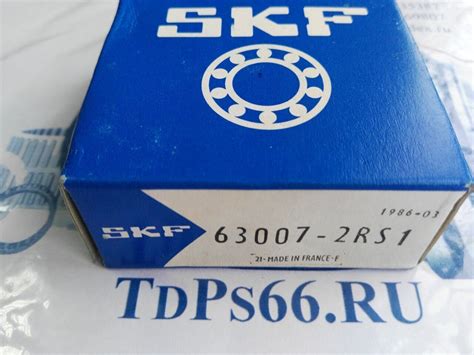 SKF
1986-03
SKF 63007-2RS1
21- MADE IN FRANCE-F
TDPS66.RU